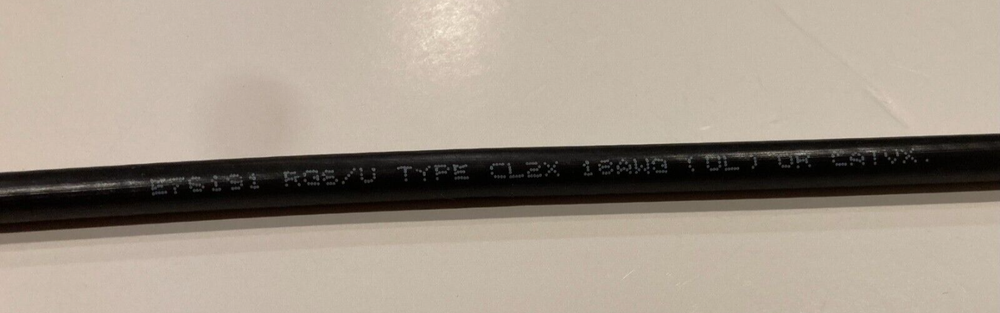 E76191 RG6/U TYPE CL2X 18AWG (UL) OR CATVX.